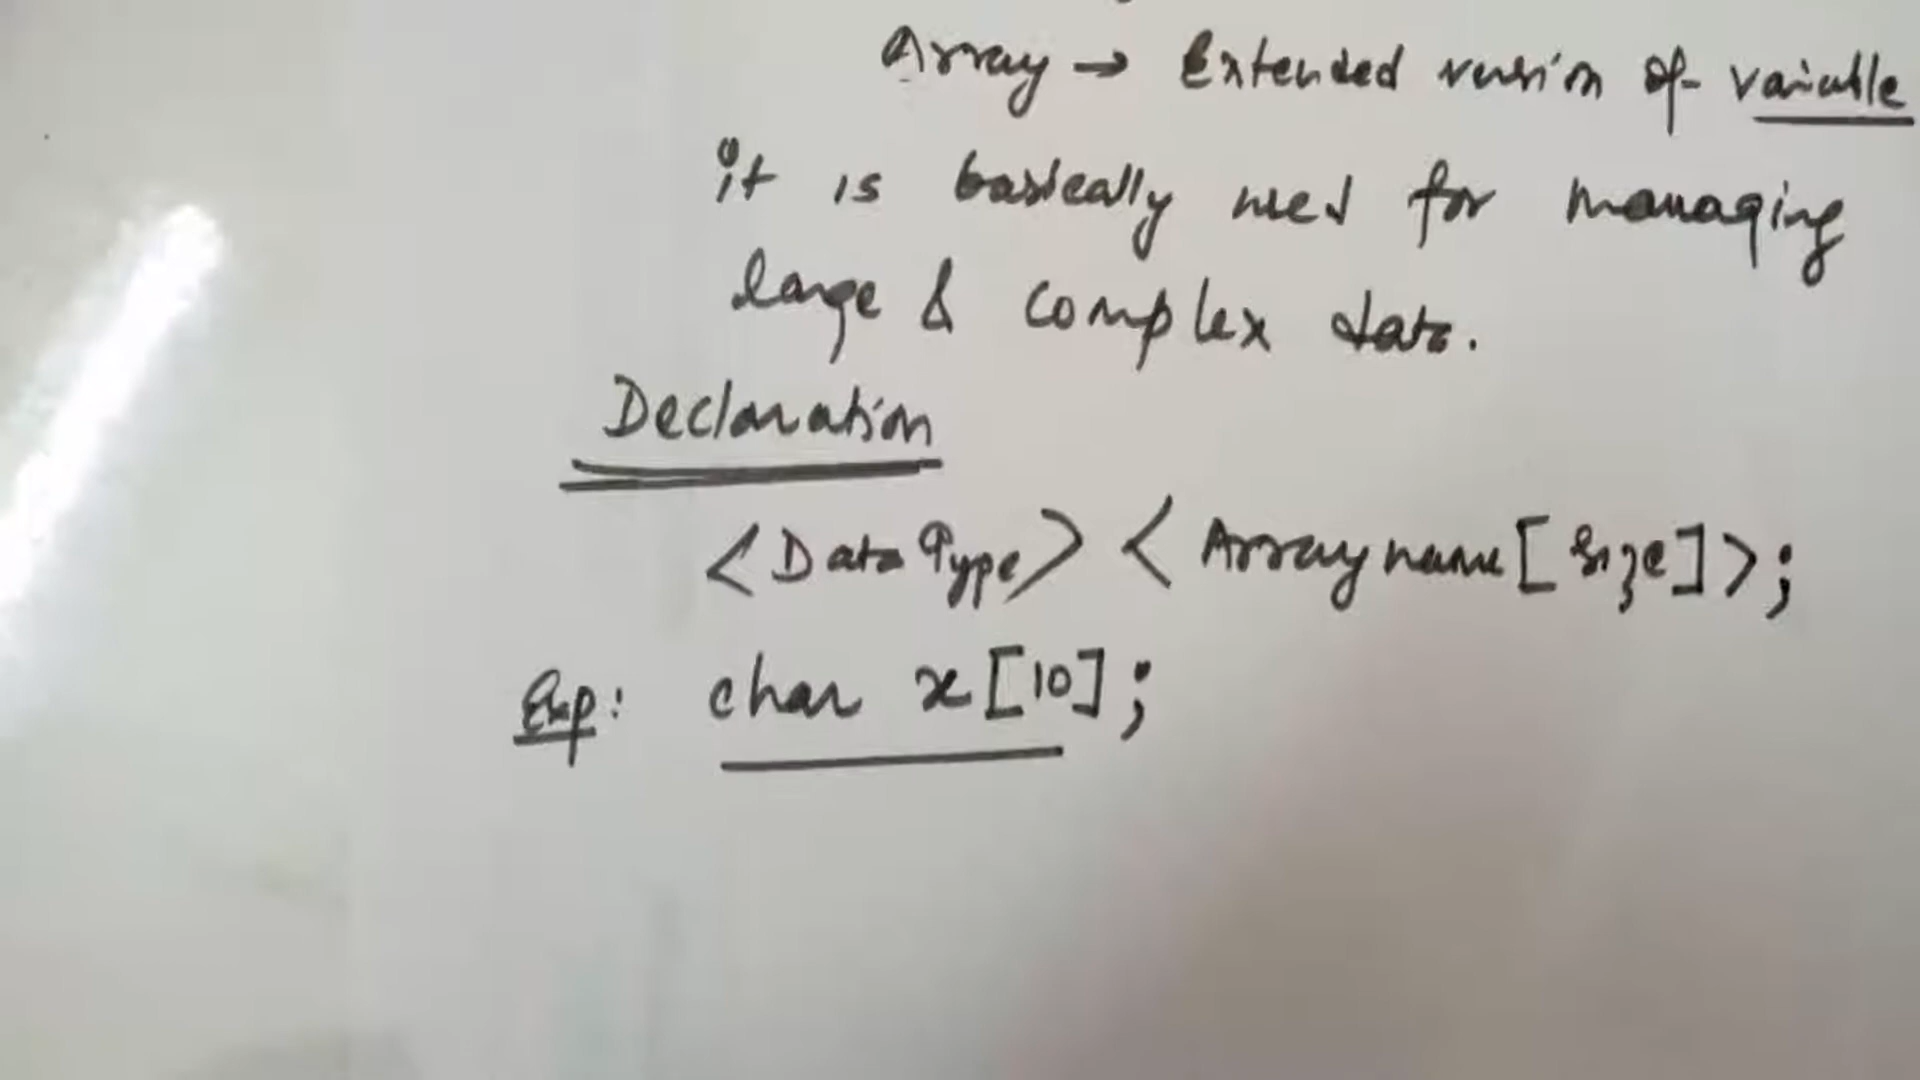 Array → Extended version of variable
it is basically used for managing
large & complex data.
Declaration
<Data Type> <Array name [size]>;
Exp: char x[10];